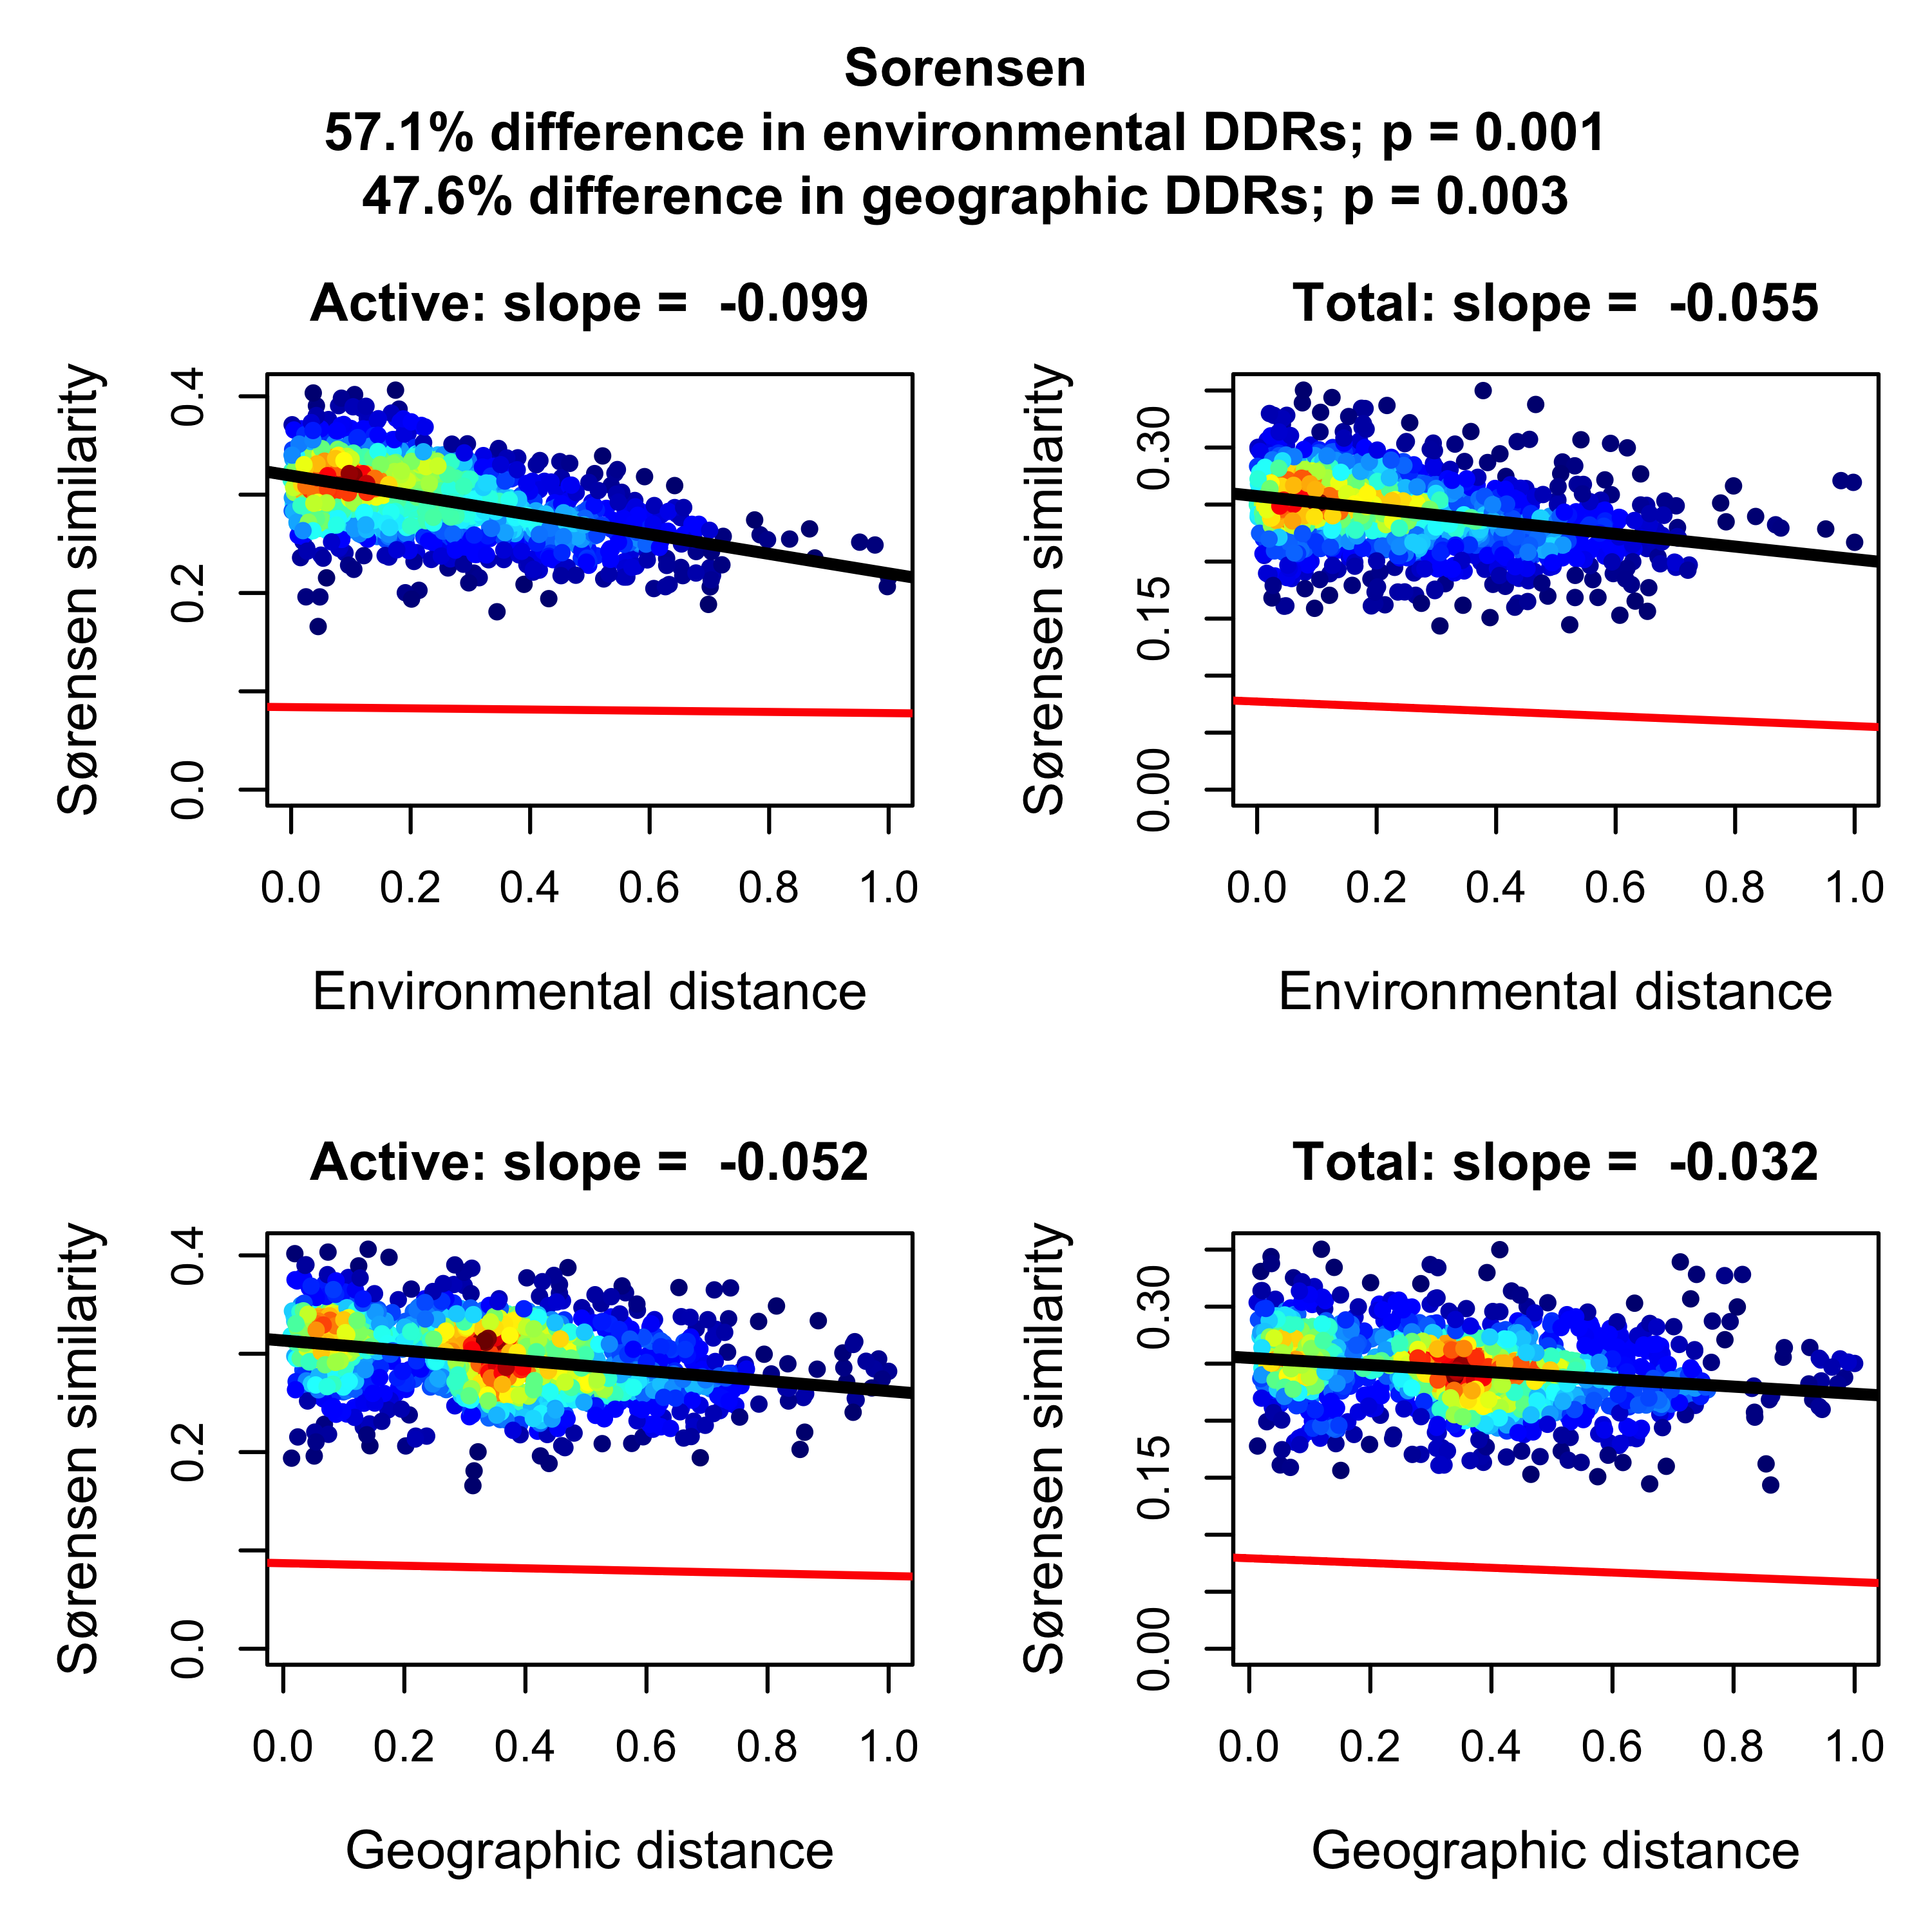 Sorensen
57.1% difference in environmental DDRs; p = 0.001
47.6% difference in geographic DDRs; p = 0.003
Active: slope =  -0.099
Sørensen similarity
0.4
0.2
0.0
0.0 0.2 0.4 0.6 0.8 1.0
Environmental distance
Total: slope =  -0.055
Sørensen similarity
0.30
0.15
0.00
0.0 0.2 0.4 0.6 0.8 1.0
Environmental distance
Active: slope =  -0.052
Sørensen similarity
0.4
0.2
0.0
0.0 0.2 0.4 0.6 0.8 1.0
Geographic distance
Total: slope =  -0.032
Sørensen similarity
0.30
0.15
0.00
0.0 0.2 0.4 0.6 0.8 1.0
Geographic distance